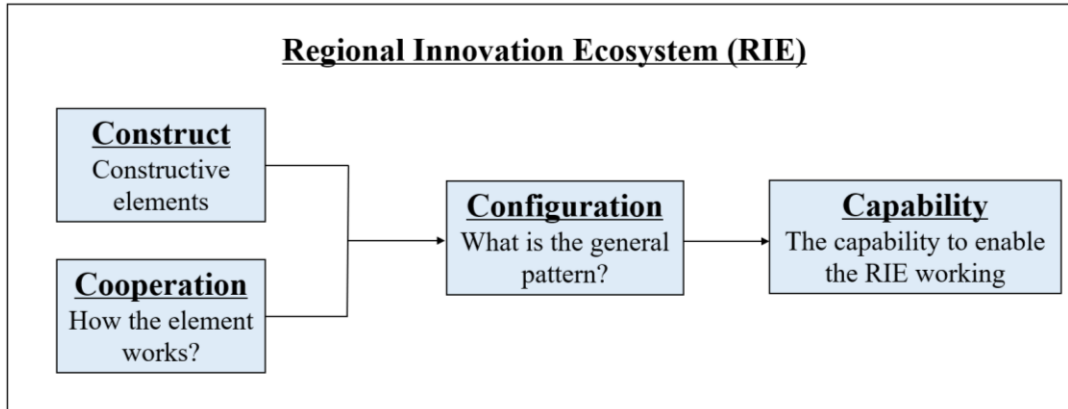 Regional Innovation Ecosystem (RIE)
Construct
Constructive
elements
Cooperation
How the element
works?
Configuration
What is the general
pattern?
Capability
The capability to enable
the RIE working